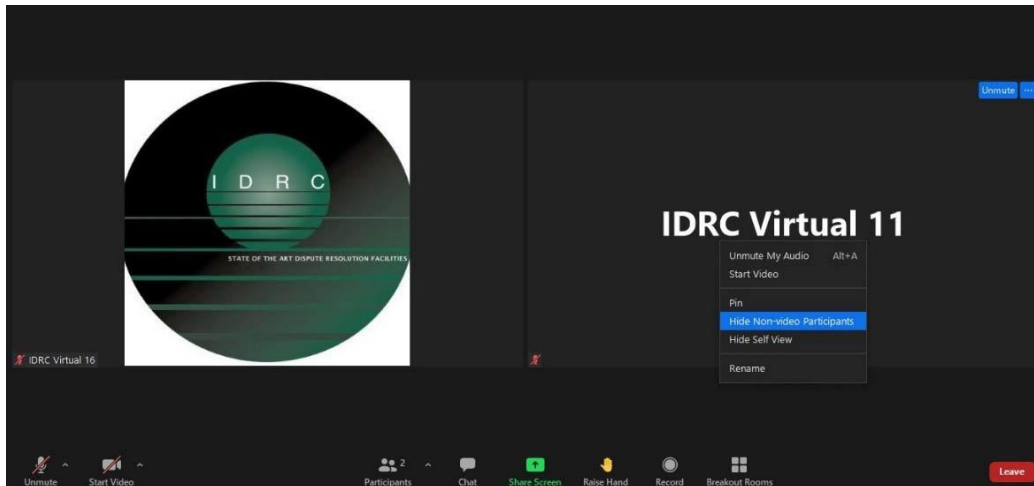 Unmute ...
I D R C
STATE OF THE ART DISPUTE RESOLUTION FACILITIES
IDRC Virtual 11
Unmute My Audio Alt+A
Start Video
Pin
Hide Non-video Participants
Hide Self View
Rename
IDRC Virtual 16
2
Unmute Start Video Participants Chat Share Screen Raise Hand Record Breakout Rooms Leave